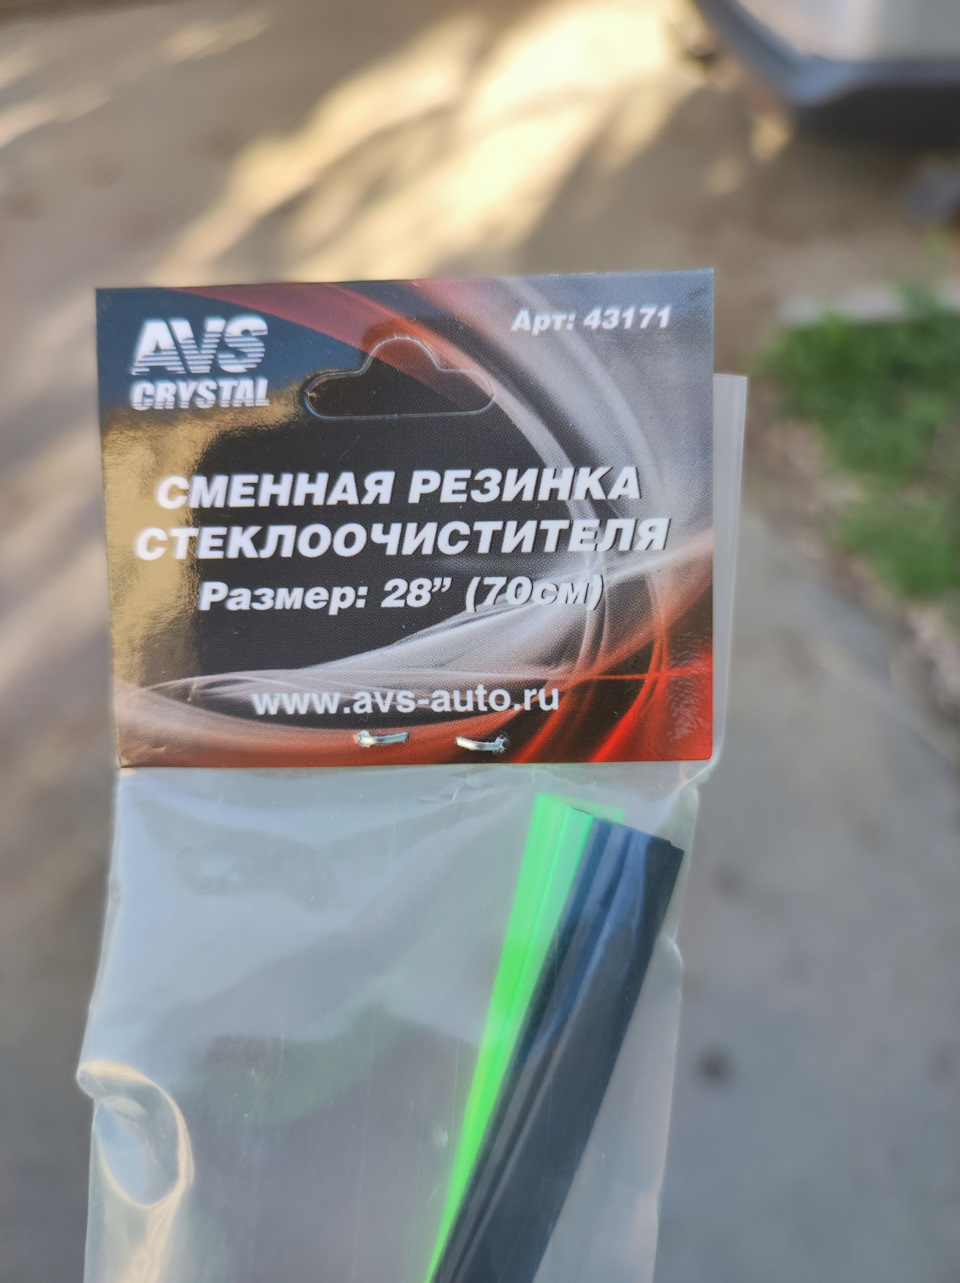 AVS
CRYSTAL
Арт: 43171
СМЕННАЯ РЕЗИНКА
СТЕКЛООЧИСТИТЕЛЯ
Размер: 28” (70см)
www.avs-auto.ru